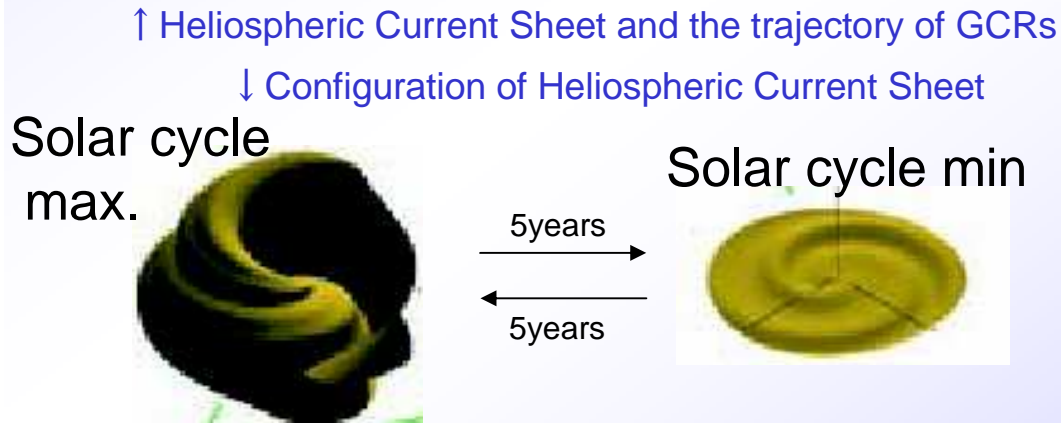 ↑ Heliospheric Current Sheet and the trajectory of GCRs
↓ Configuration of Heliospheric Current Sheet
Solar cycle
max.
Solar cycle min
5years
5years